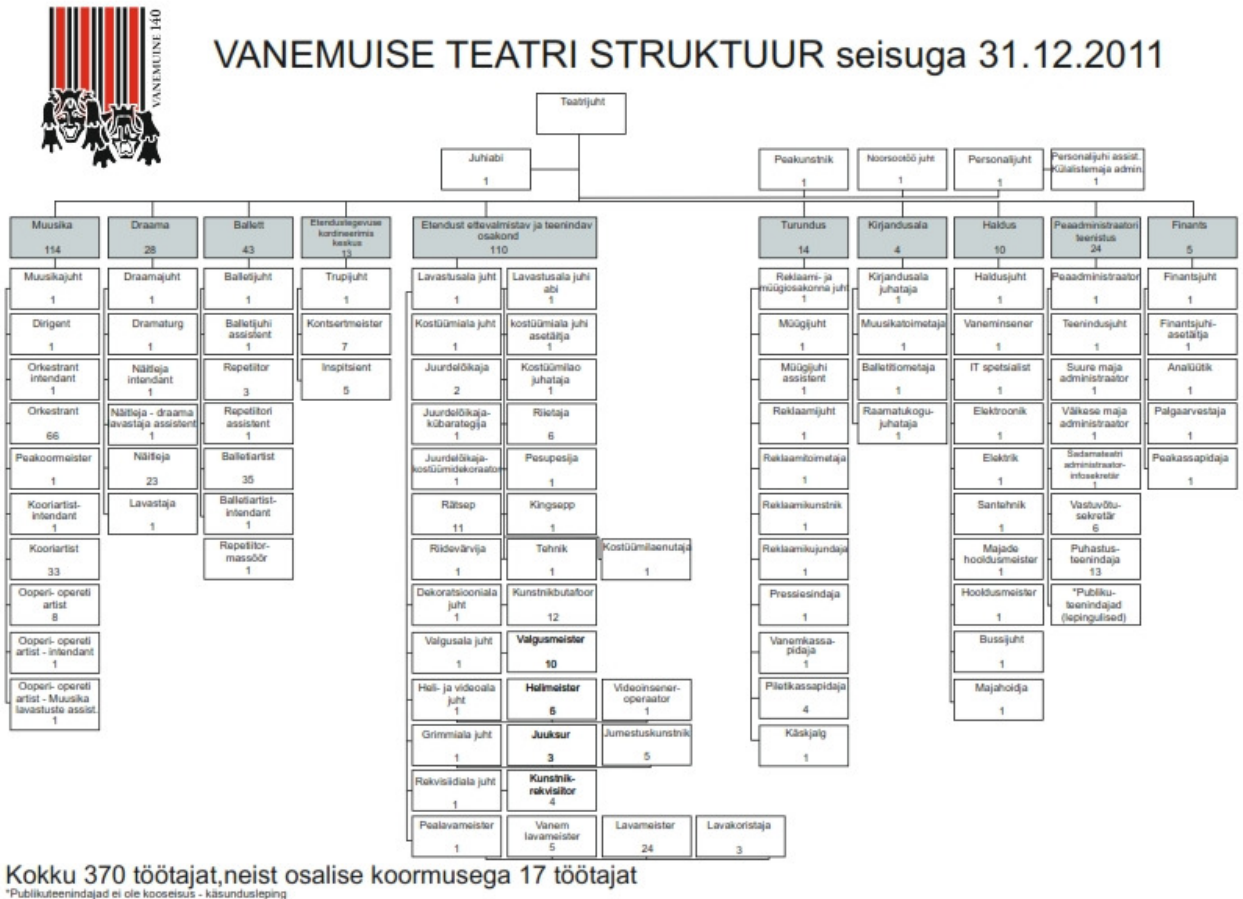 VANEMUINE 140
VANEMUISE TEATRI STRUKTUUR seisuga 31.12.2011
Teatrijuht
Juhiabi
1
Peakunstnik
1
Noorsootöö juht
1
Personalijuht
1
Personalijuhi assist.
Külalistemaja admin.
1
Muusika
114
Draama
28
Ballett
43
Etendustegevuse
kordineerimis
keskus
13
Etendust ettevalmistav ja teenindav
osakond
110
Turundus
14
Kirjandusala
4
Haldus
10
Peaadministraatori
teenistus
24
Finants
5
Muusikajuht
1
Dirigent
1
Orkestrant
intendant
1
Orkestrant
66
Peakoormeister
1
Kooriartist-
intendant
1
Kooriartist
33
Ooperi- opereti
artist
8
Ooperi- opereti
artist - intendant
1
Ooperi- opereti
artist - Muusika
lavastuste assist.
1
Draamajuht
1
Dramaturg
1
Näitleja
intendant
1
Näitleja - draama
lavastaja assistent
1
Näitleja
23
Lavastaja
1
Balletijuht
1
Balletijuhi
assistent
1
Repetiitor
3
Repetiitori
assistent
1
Balletiartist
35
Balletiartist-
intendant
1
Repetiitor-
massöör
1
Trupijuht
1
Kontsertmeister
7
Inspitsient
5
Lavastusala juht
1
Lavastusala juhi
abi
1
Kostüümiala juht
1
kostüümiala juhi
asetäitja
1
Juurdelõikaja
2
Kostüümilao
juhataja
1
Juurdelõikaja-
kübarategija
1
Riietaja
6
Juurdelõikaja-
kostüümidekoraator
1
Pesupesija
1
Rätsep
11
Kingsepp
1
Riidevärvija
1
Tehnik
1
Kostüümilaenutaja
1
Dekoratsiooniala
juht
1
Kunstnikbutafoor
12
Valgusala juht
1
Valgusmeister
10
Heli- ja videoala
juht
1
Helimeister
6
Videoinsener-
operaator
1
Grimmiala juht
1
Juuksur
3
Jumestuskunstnik
5
Rekvisiidiala juht
1
Kunstnik-
rekvisiitor
4
Pealavameister
1
Vanem
lavameister
5
Lavameister
24
Lavakoristaja
3
Reklaami- ja
müügiosakonna juht
1
Müügijuht
1
Müügijuhi
assistent
1
Reklaamijuht
1
Reklaamitoimetaja
1
Reklaamikunstnik
1
Reklaamikujundaja
1
Pressiesindaja
1
Vanemkassa-
pidaja
1
Piletikassapidaja
4
Käskjalg
1
Kirjandusala
juhataja
1
Muusikatoimetaja
1
Balletitiometaja
1
Raamatukogu-
juhataja
1
Haldusjuht
1
Vaneminsener
1
IT spetsialist
1
Elektroonik
1
Elektrik
1
Santehnik
1
Majade
hooldusmeister
1
Hooldusmeister
1
Bussijuht
1
Majahoidja
1
Peaadministraator
1
Teenindusjuht
1
Suure maja
administraator
1
Väikese maja
administraator
1
Sadamateatri
administraator-
infosekretär
1
Vastuvõtu-
sekretär
6
Puhastus-
teenindaja
13
*Publiku-
teenindajad
(lepingulised)
Finantsjuht
1
Finantsjuhi-
asetäitja
1
Analüütik
1
Palgaarvestaja
1
Peakassapidaja
1
Kokku 370 töötajat,neist osalise koormusega 17 töötajat
*Publikuteenindajad ei ole kooseisus - käsundusleping